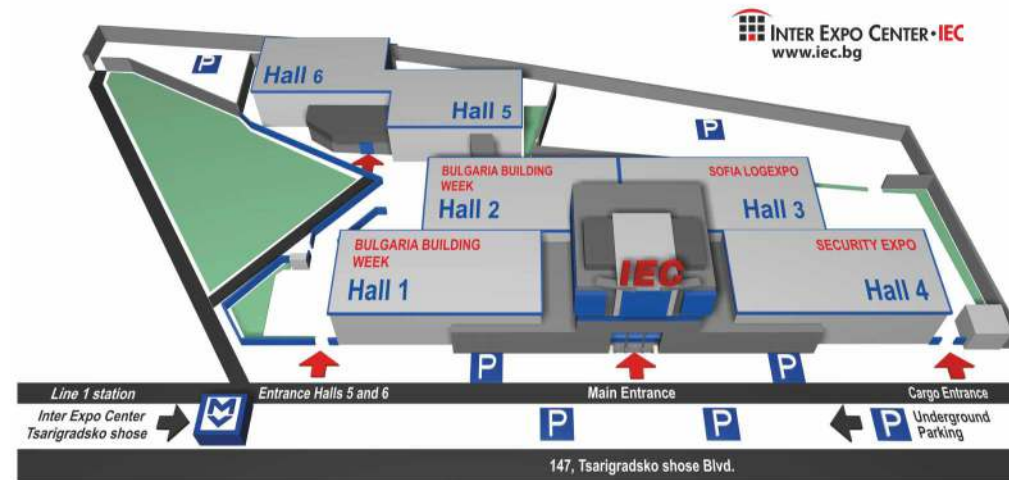 INTER EXPO CENTER·IEC
www.iec.bg
P
Hall 6
Hall 5
P
BULGARIA BUILDING
WEEK
Hall 2
SOFIA LOGEXPO
Hall 3
BULGARIA BUILDING
WEEK
Hall 1
IEC
SECURITY EXPO
Hall 4
P
P
Line 1 station
Entrance Halls 5 and 6
Main Entrance
Cargo Entrance
Inter Expo Center
Tsarigradsko shose
M
P
P
P
Underground
Parking
147, Tsarigradsko shose Blvd.